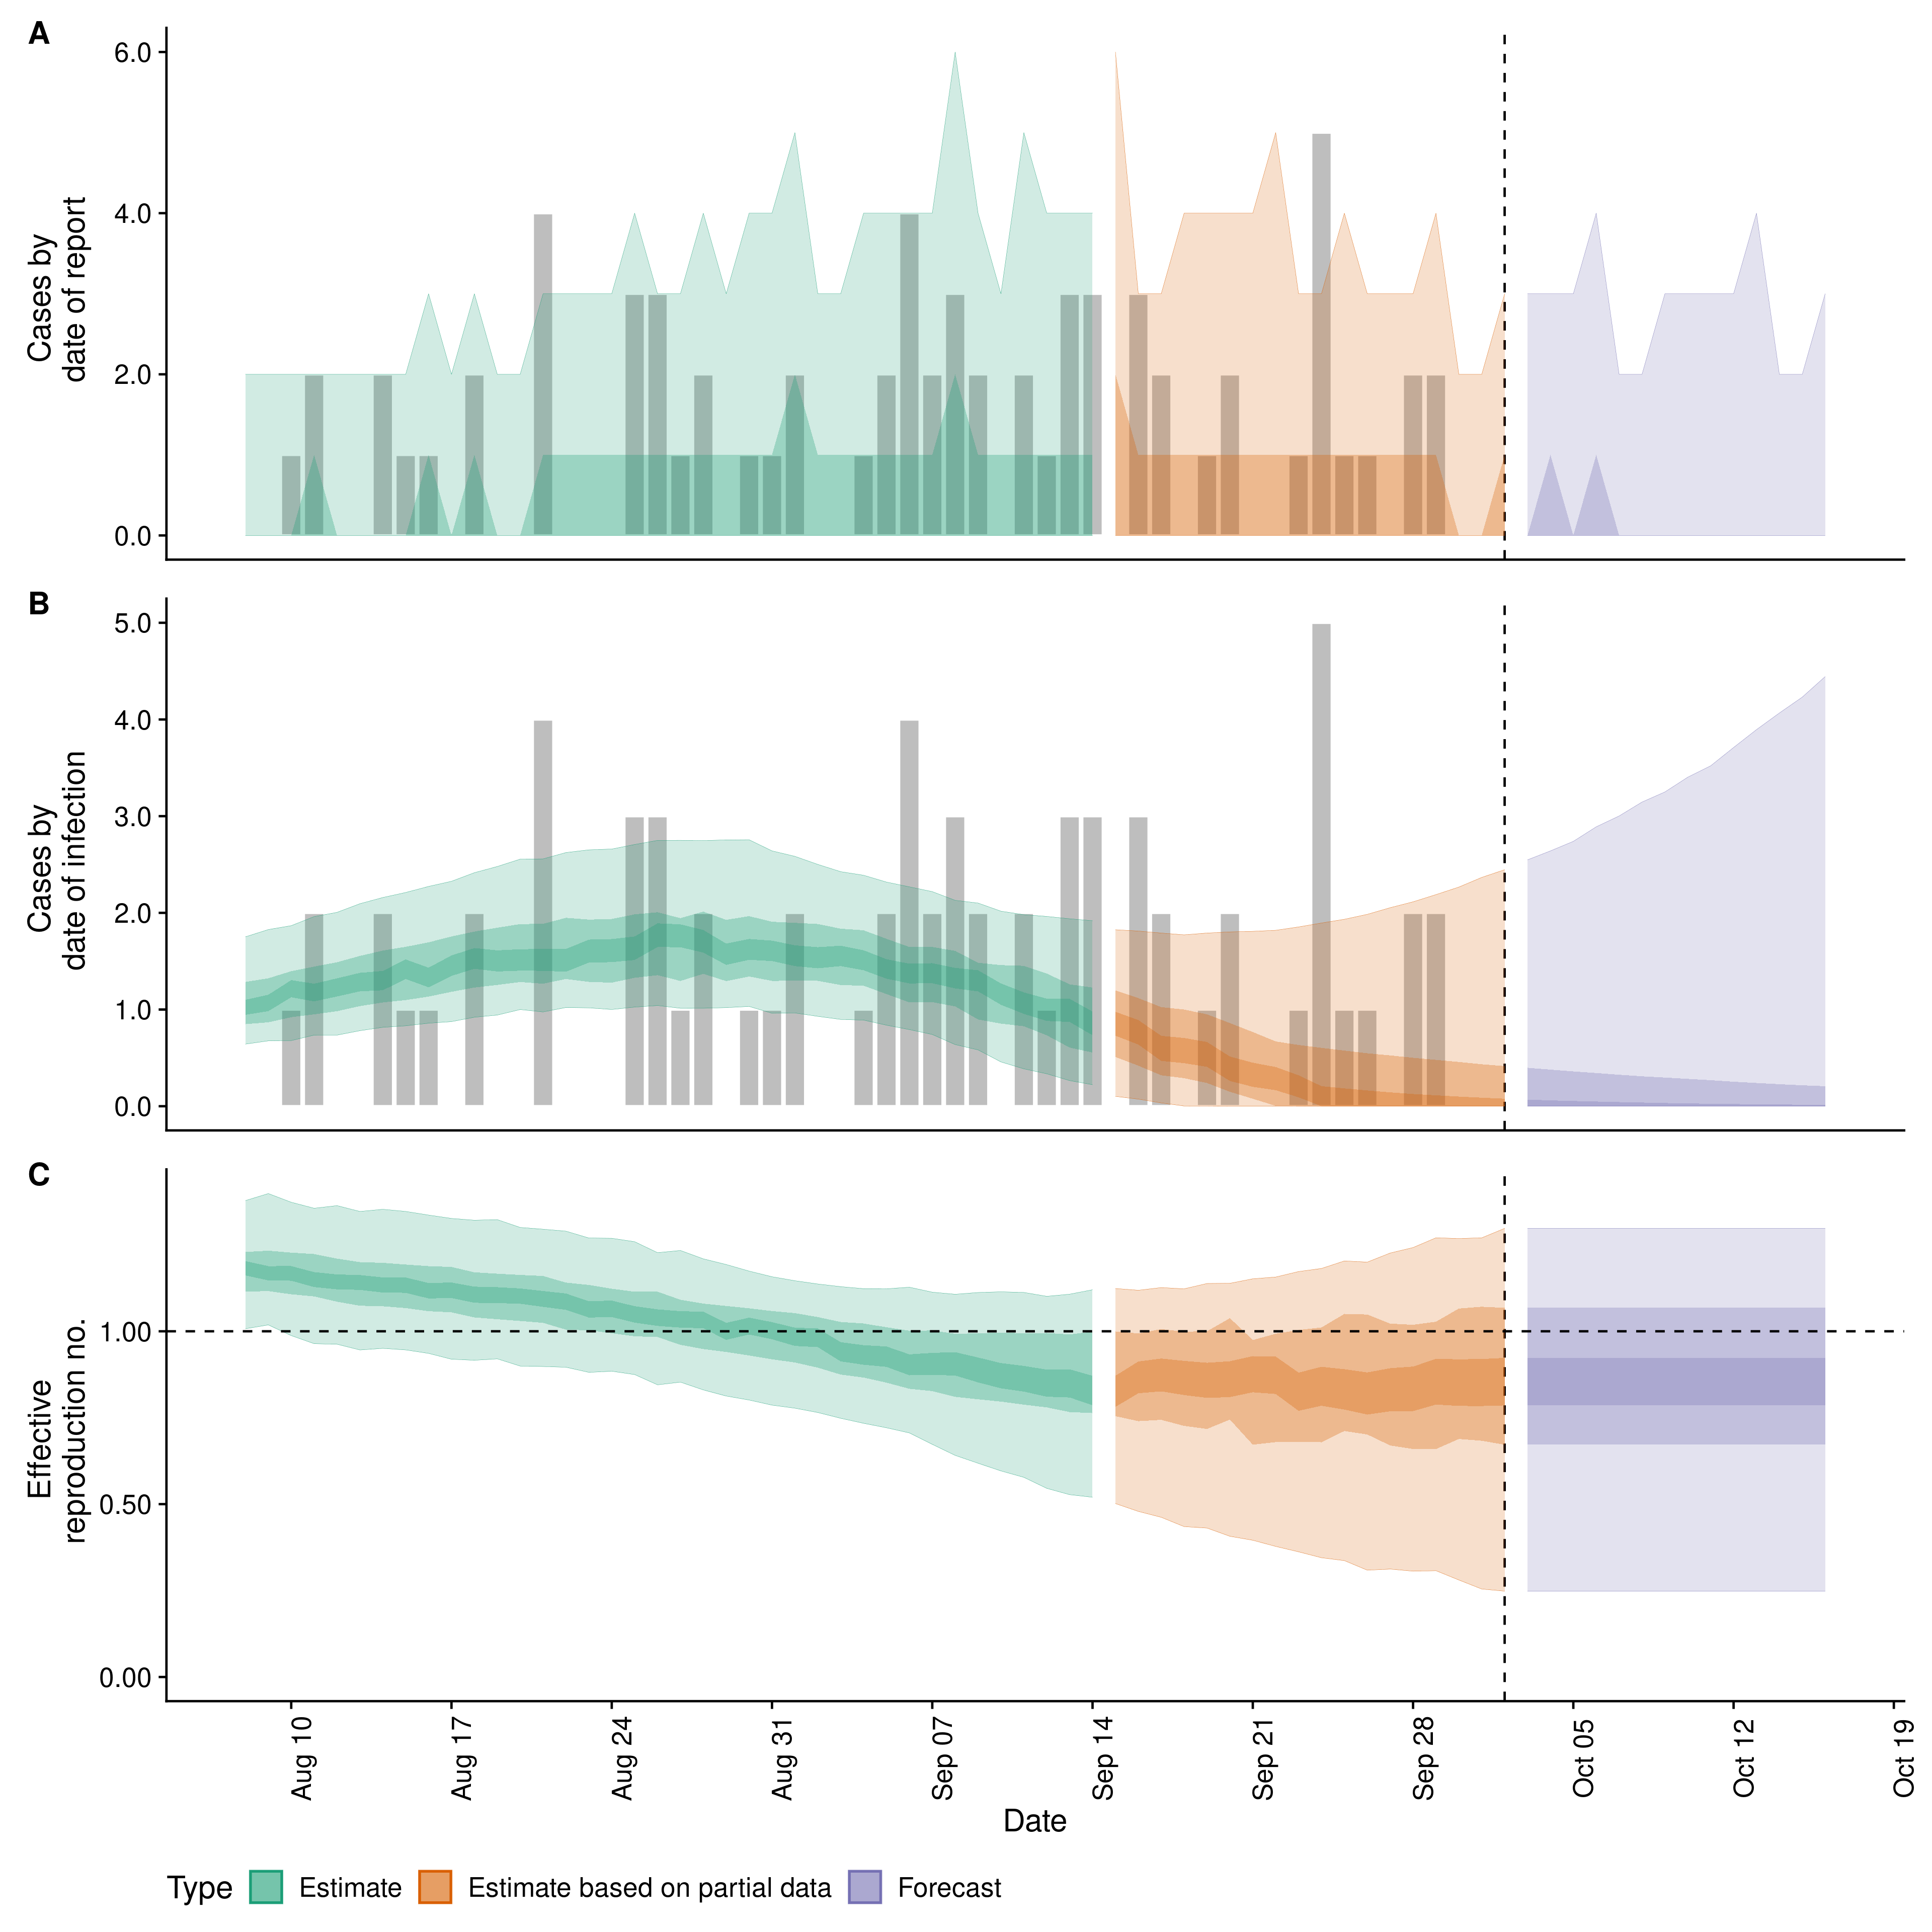 A
Cases by
date of report
6.0
4.0
2.0
0.0
B
Cases by
date of infection
5.0
4.0
3.0
2.0
1.0
0.0
C
Effective
reproduction no.
1.00
0.50
0.00
Aug 10
Aug 17
Aug 24
Aug 31
Sep 07
Sep 14
Sep 21
Sep 28
Oct 05
Oct 12
Oct 19
Date
Type Estimate Estimate based on partial data Forecast